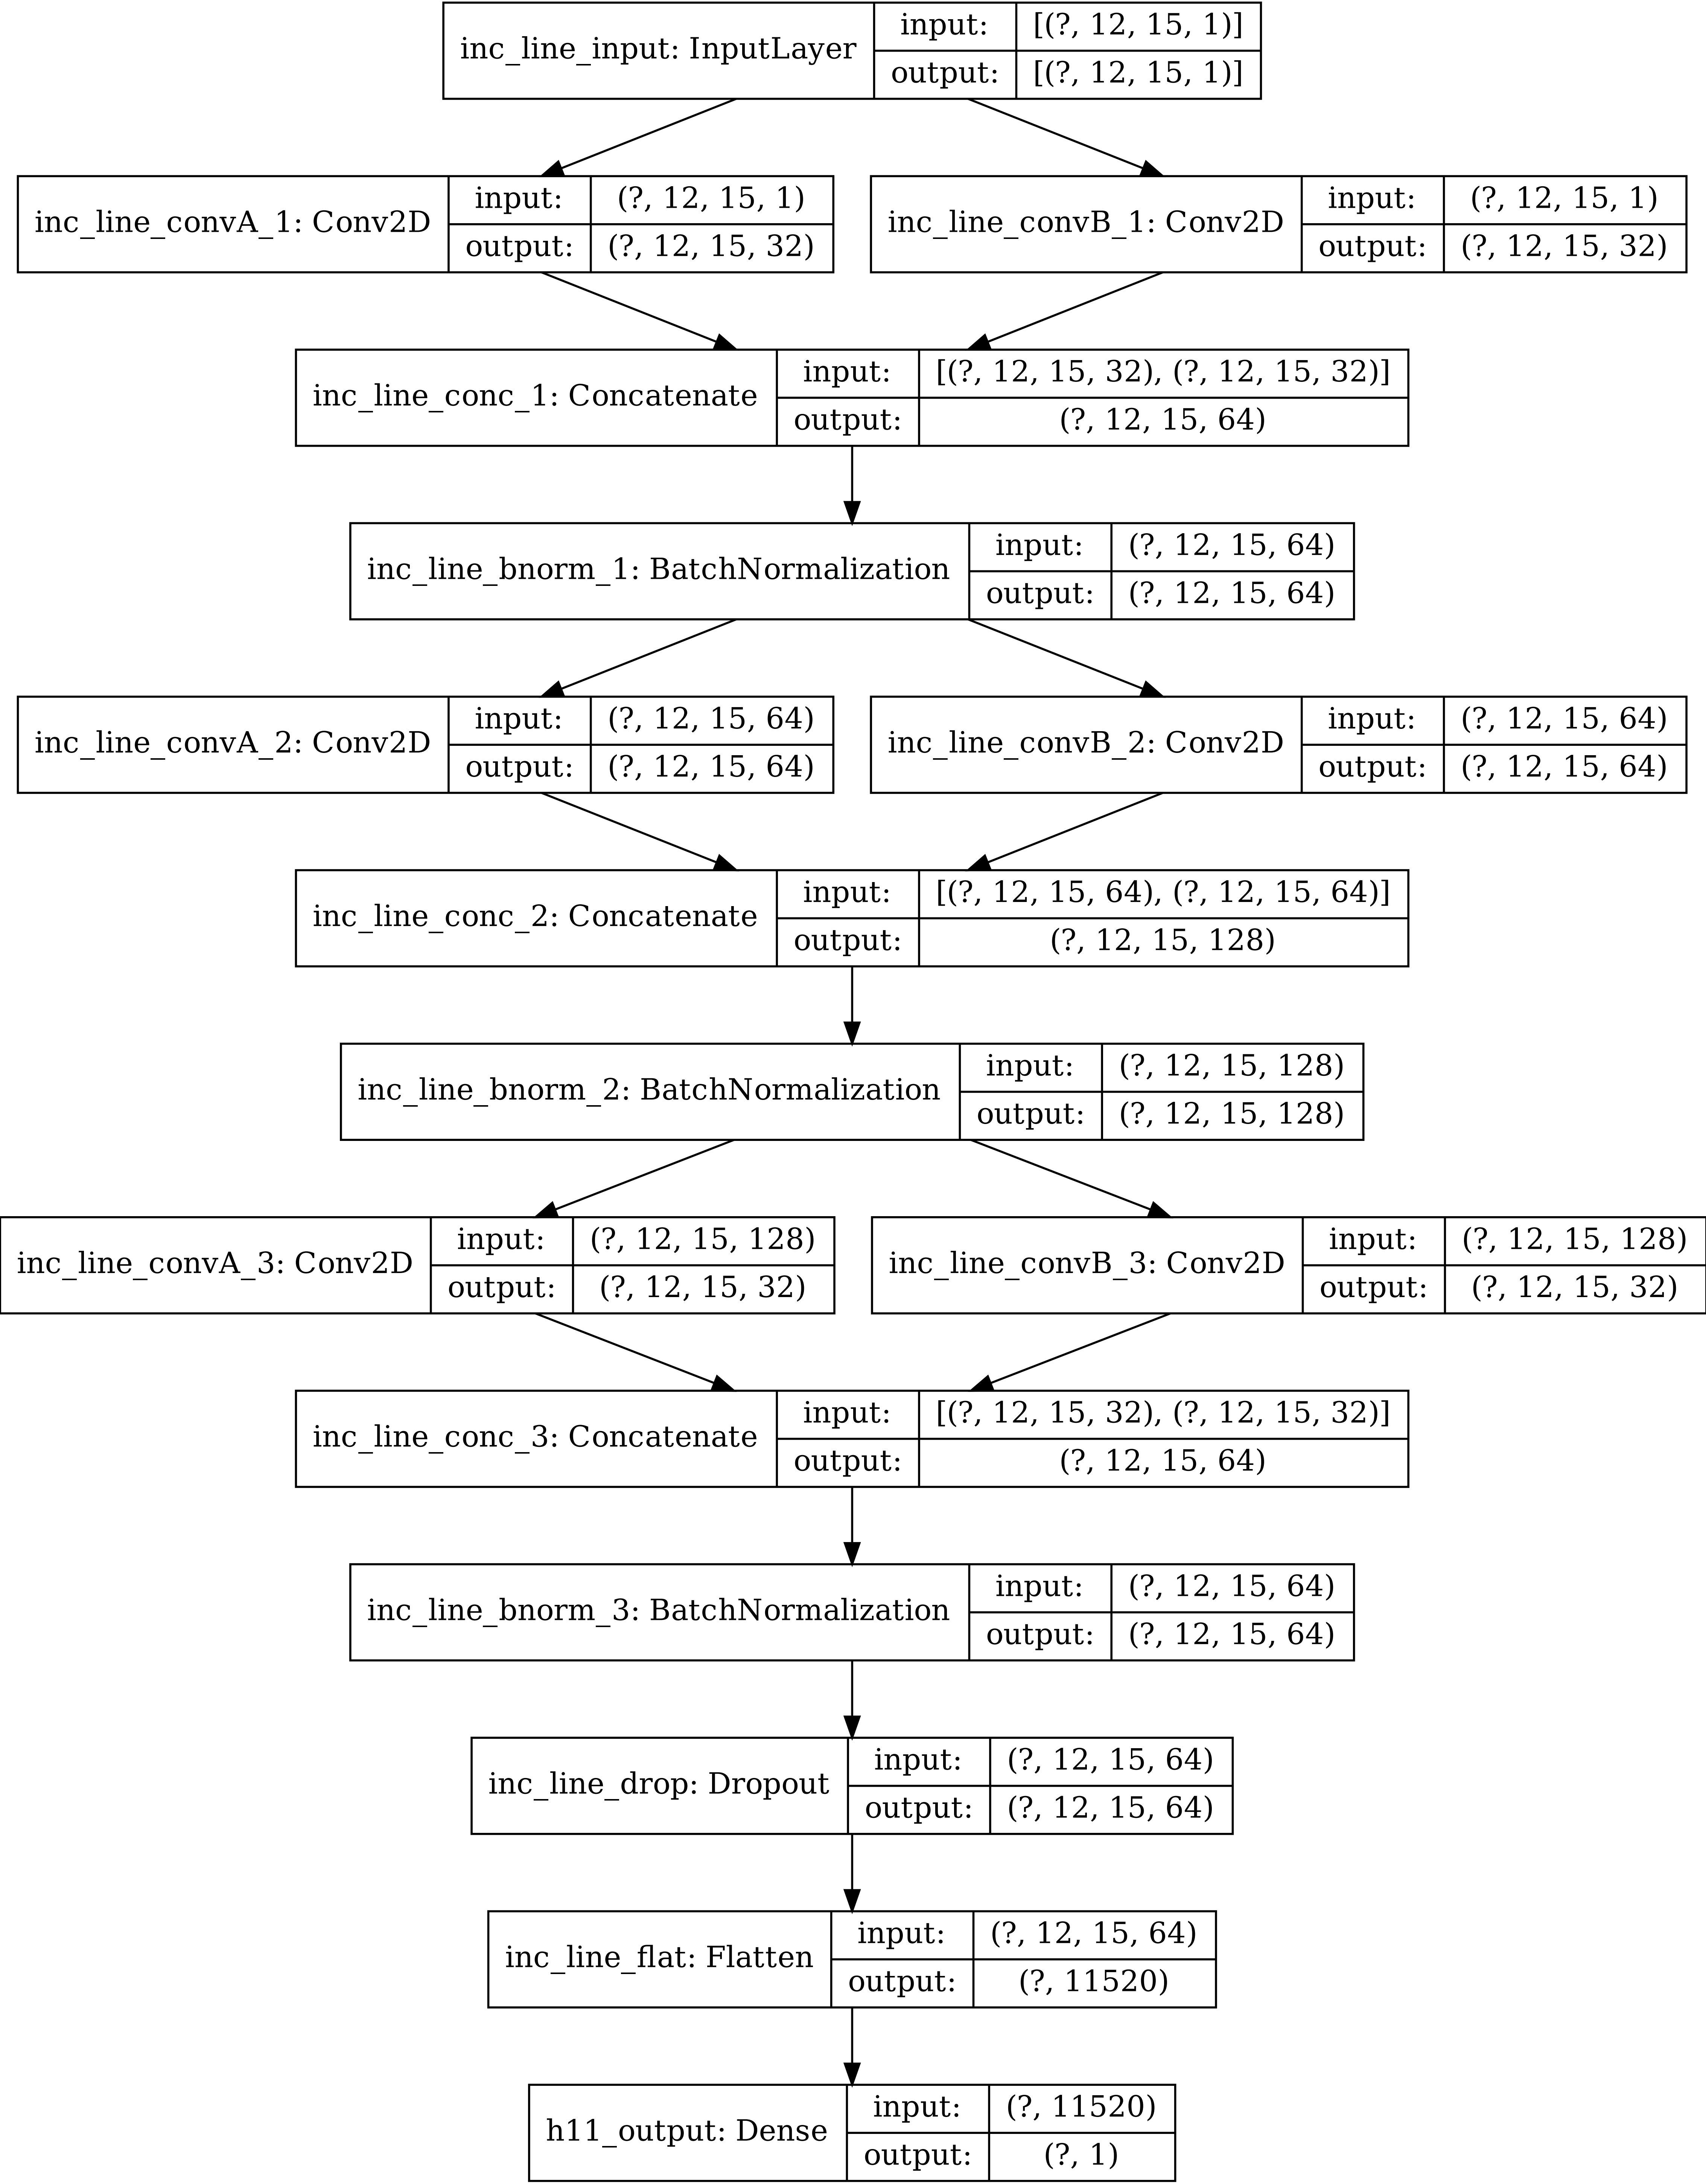 inc_line_input: InputLayer
input: [(?, 12, 15, 1)]
output: [(?, 12, 15, 1)]
inc_line_convA_1: Conv2D
input: (?, 12, 15, 1)
output: (?, 12, 15, 32)
inc_line_convB_1: Conv2D
input: (?, 12, 15, 1)
output: (?, 12, 15, 32)
inc_line_conc_1: Concatenate
input: [(?, 12, 15, 32), (?, 12, 15, 32)]
output: (?, 12, 15, 64)
inc_line_bnorm_1: BatchNormalization
input: (?, 12, 15, 64)
output: (?, 12, 15, 64)
inc_line_convA_2: Conv2D
input: (?, 12, 15, 64)
output: (?, 12, 15, 64)
inc_line_convB_2: Conv2D
input: (?, 12, 15, 64)
output: (?, 12, 15, 64)
inc_line_conc_2: Concatenate
input: [(?, 12, 15, 64), (?, 12, 15, 64)]
output: (?, 12, 15, 128)
inc_line_bnorm_2: BatchNormalization
input: (?, 12, 15, 128)
output: (?, 12, 15, 128)
inc_line_convA_3: Conv2D
input: (?, 12, 15, 128)
output: (?, 12, 15, 32)
inc_line_convB_3: Conv2D
input: (?, 12, 15, 128)
output: (?, 12, 15, 32)
inc_line_conc_3: Concatenate
input: [(?, 12, 15, 32), (?, 12, 15, 32)]
output: (?, 12, 15, 64)
inc_line_bnorm_3: BatchNormalization
input: (?, 12, 15, 64)
output: (?, 12, 15, 64)
inc_line_drop: Dropout
input: (?, 12, 15, 64)
output: (?, 12, 15, 64)
inc_line_flat: Flatten
input: (?, 12, 15, 64)
output: (?, 11520)
h11_output: Dense
input: (?, 11520)
output: (?, 1)